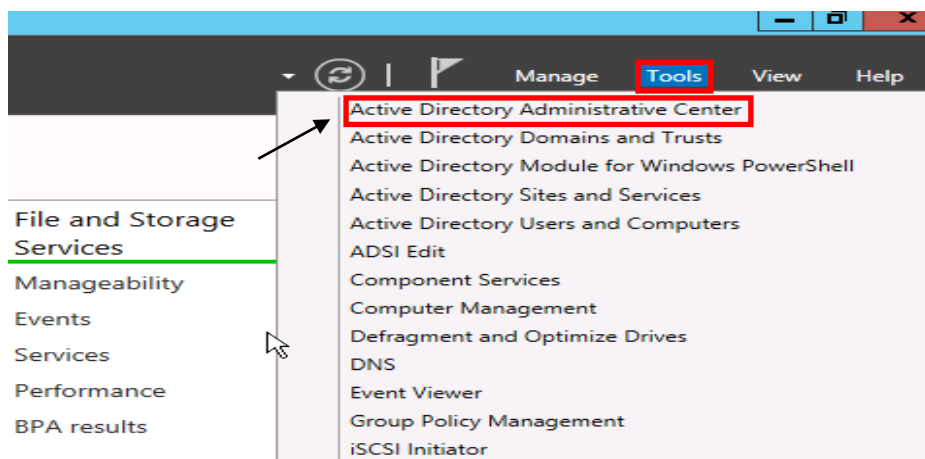 Manage Tools View Help
Active Directory Administrative Center
Active Directory Domains and Trusts
Active Directory Module for Windows PowerShell
Active Directory Sites and Services
Active Directory Users and Computers
ADSI Edit
Component Services
Computer Management
Defragment and Optimize Drives
DNS
Event Viewer
Group Policy Management
iSCSI Initiator
File and Storage
Services
Manageability
Events
Services
Performance
BPA results